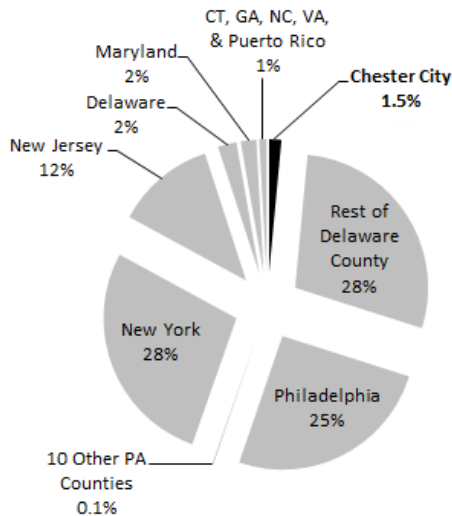 CT, GA, NC, VA,
& Puerto Rico
1%
Maryland
2%
Chester City
1.5%
Delaware
2%
New Jersey
12%
Rest of
Delaware
County
28%
New York
28%
Philadelphia
25%
10 Other PA
Counties
0.1%